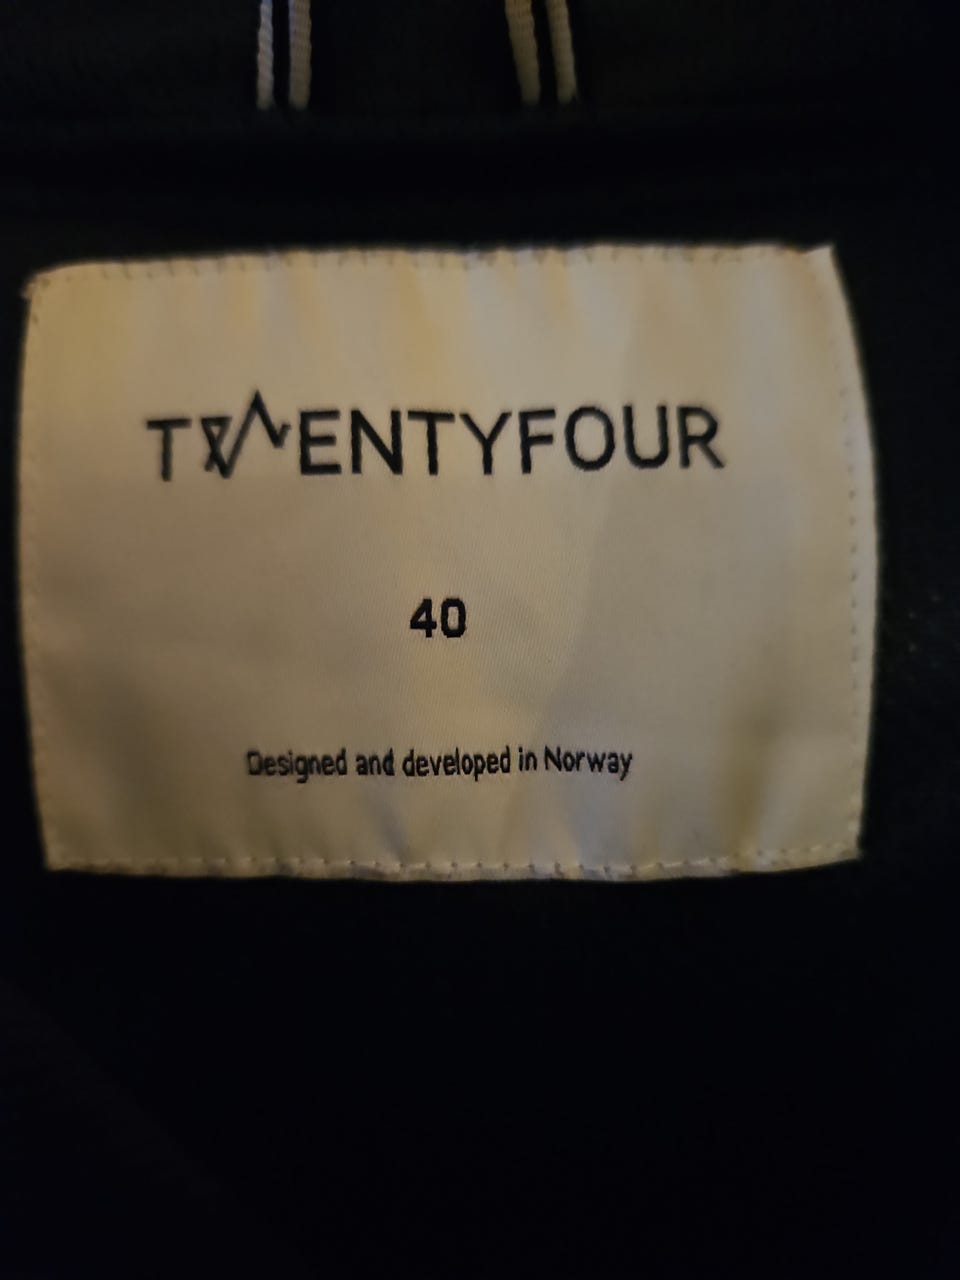 TWENTYFOUR
40
Designed and developed in Norway